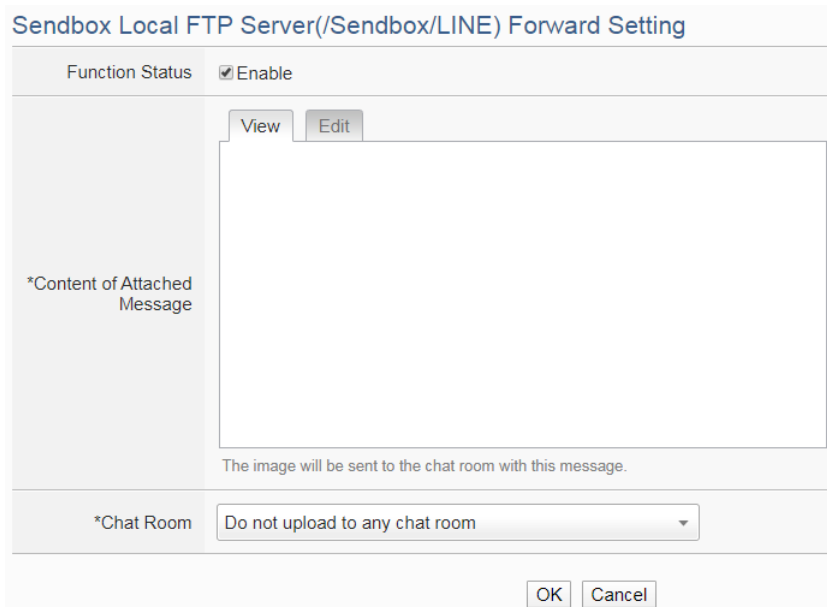 Sendbox Local FTP Server(/Sendbox/LINE) Forward Setting
Function Status
Enable
View
Edit
*Content of Attached
Message
The image will be sent to the chat room with this message.
*Chat Room
Do not upload to any chat room
OK
Cancel